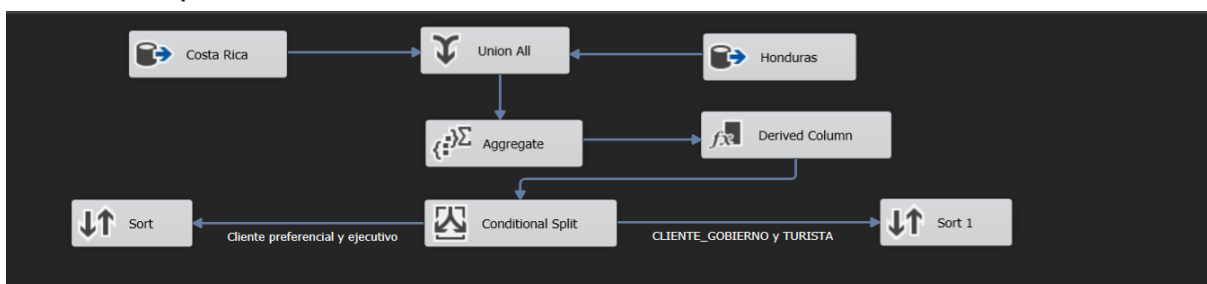 Costa Rica
Union All
Honduras
Aggregate
Derived Column
Sort
Cliente preferencial y ejecutivo
Conditional Split
CLIENTE_GOBIERNO y TURISTA
Sort 1